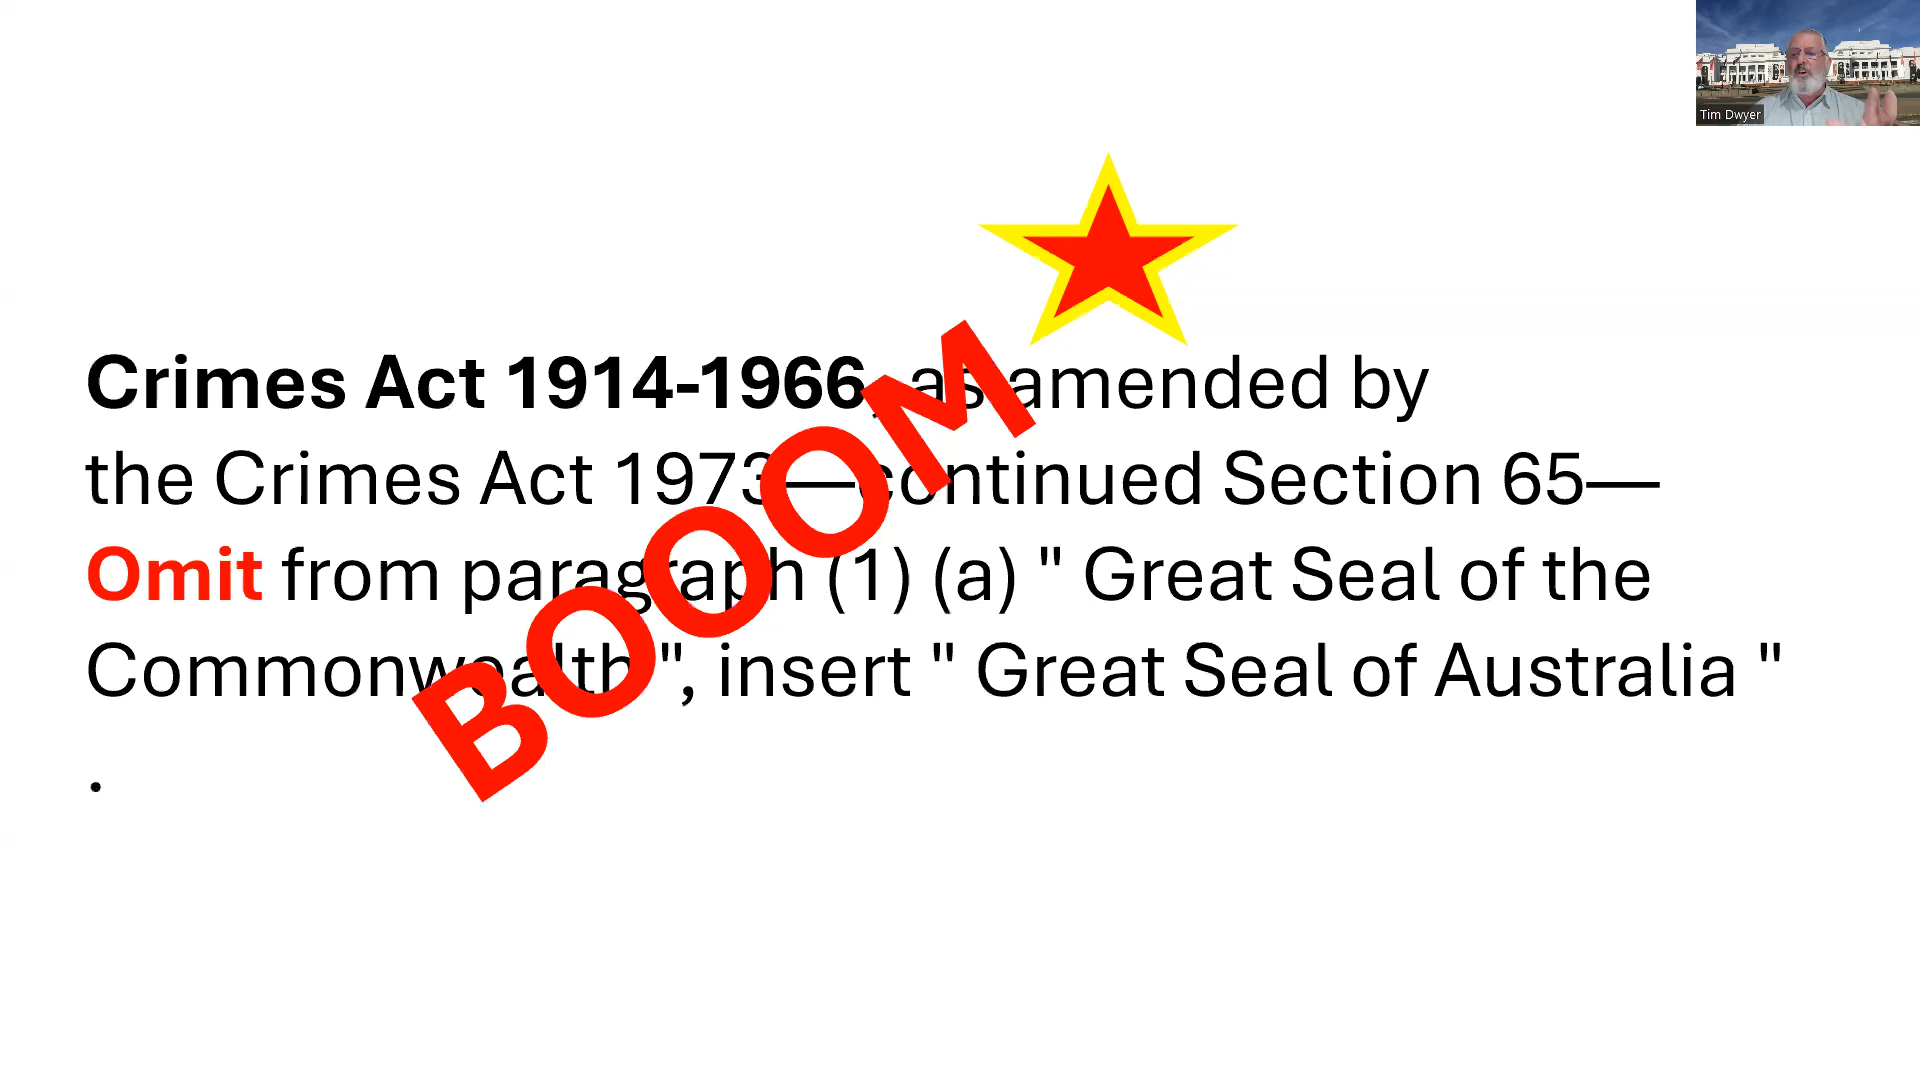 Tim Dwyer
Crimes Act 1914-1966, as amended by
the Crimes Act 1973—continued Section 65—
Omit from paragraph (1) (a) " Great Seal of the
Commonwealth ", insert " Great Seal of Australia "
.
BOOOM